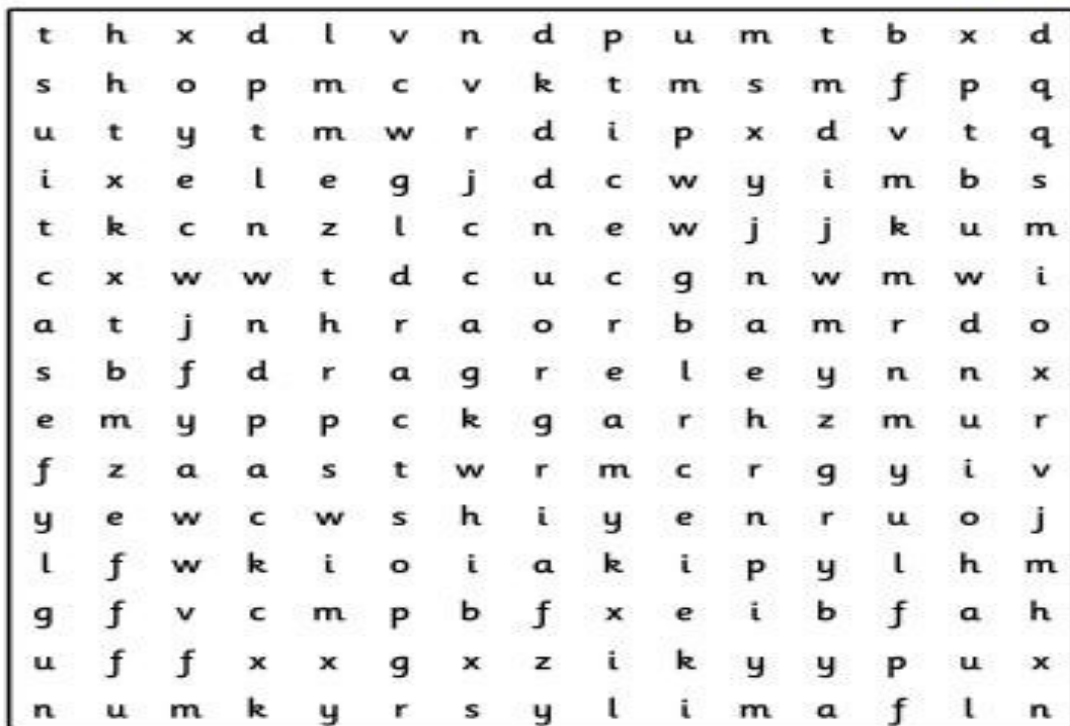 t h x d l v n d p u m t b x d
s h o p m c v k t m s m f p q
u t y t m w r d i p x d v t q
i x e l e g j d c w y i m b s
t k c n z l c n e w j j k u m
c x w w t d c u c g n w m w i
a t j n h r a o r b a m r d o
s b f d r a g r e l e y n n x
e m y p p c k g a r h z m u r
f z a a s t w r m c r g y i v
y e w c w s h i y e n r u o j
l f w k i o i a k i p y l h m
g f v c m p b f x e i b f a h
u f f x x g x z i k y y p u x
n u m k y r s y l i m a f l n